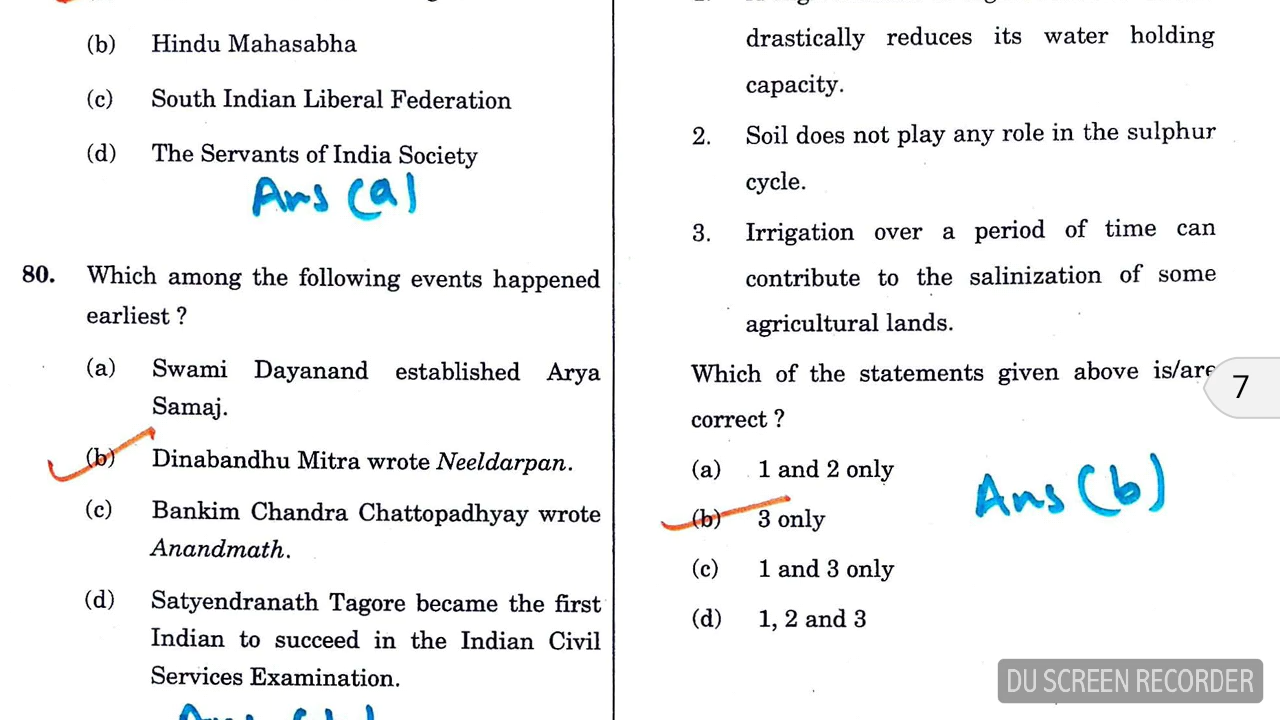 (b) Hindu Mahasabha
(c) South Indian Liberal Federation
(d) The Servants of India Society
Ans (a)
80. Which among the following events happened
earliest ?
(a) Swami Dayanand established Arya
Samaj.
(b) Dinabandhu Mitra wrote Neeldarpan.
(c) Bankim Chandra Chattopadhyay wrote
Anandmath.
(d) Satyendranath Tagore became the first
Indian to succeed in the Indian Civil
Services Examination.
drastically reduces its water holding
capacity.
2. Soil does not play any role in the sulphur
cycle.
3. Irrigation over a period of time can
contribute to the salinization of some
agricultural lands.
Which of the statements given above is/are
correct ?
(a) 1 and 2 only
(b) 3 only
(c) 1 and 3 only
(d) 1, 2 and 3
Ans (b)
7
DU SCREEN RECORDER